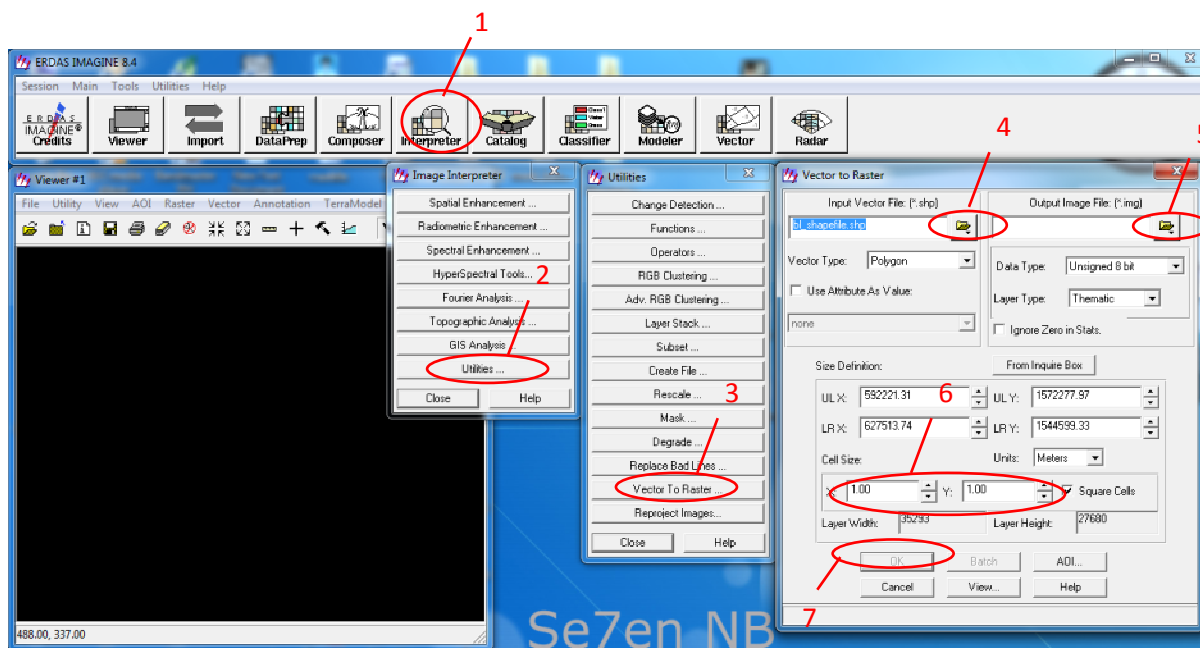 1
ERDAS IMAGINE 8.4
Session Main Tools Utilities Help
ERDAS
IMAGINE®
Credits Viewer Import DataPrep Composer Interpreter Catalog Classifier Modeler Vector Radar
4
5
Viewer #1
File Utility View AOI Raster Vector Annotation TerraModel
488.00, 337.00
Image Interpreter
Spatial Enhancement ...
Radiometric Enhancement ...
Spectral Enhancement ...
HyperSpectral Tools...
2
Fourier Analysis ...
Topographic Analysis ...
GIS Analysis ...
Utilities ...
Close Help
Utilities
Change Detection ...
Functions ...
Operators ...
RGB Clustering ...
Adv. RGB Clustering ...
Layer Stack ...
Subset ...
Create File ...
Rescale ...
3
Mask ...
Degrade ...
Replace Bad Lines ...
Vector To Raster ...
Reproject Images...
Close Help
Vector to Raster
Input Vector File: (*.shp) Output Image File: (*.img)
bl_shapefile.shp
Vector Type: Polygon Data Type: Unsigned 8 bit
Use Attribute As Value: Layer Type: Thematic
none Ignore Zero in Stats.
Size Definition: From Inquire Box
UL X: 592221.31 UL Y: 1572277.97
6
LR X: 627513.74 LR Y: 1544599.33
Cell Size: Units: Meters
X: 1.00 Y: 1.00 Square Cells
Layer Width: 35293 Layer Height: 27680
OK Batch AOI...
Cancel View... Help
7
Se7en NB